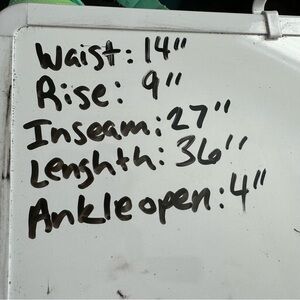 Waist: 14"
Rise: 9"
Inseam: 27"
Lenghth: 36"
Ankle open: 4"